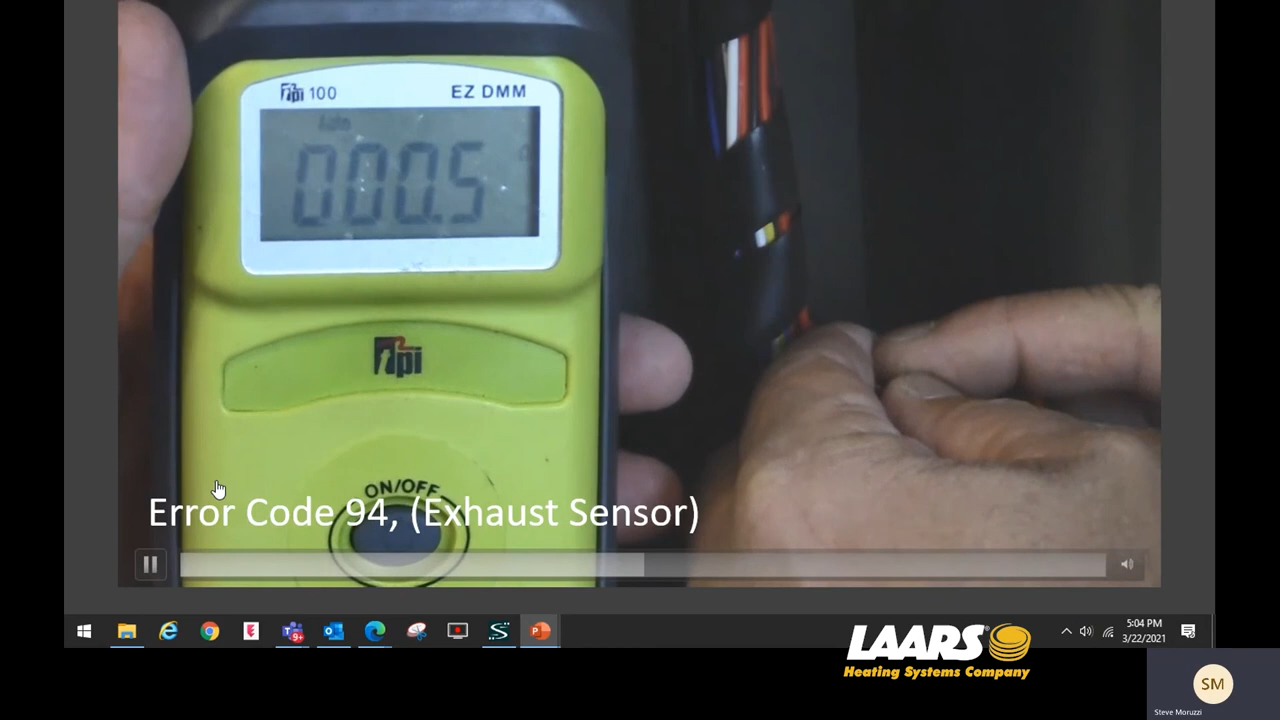 TPI 100
EZ DMM
Auto
000.5
TPI
ON/OFF
Error Code 94, (Exhaust Sensor)
9+
5:04 PM
3/22/2021
LAARS®
Heating Systems Company
SM
Steve Moruzzi